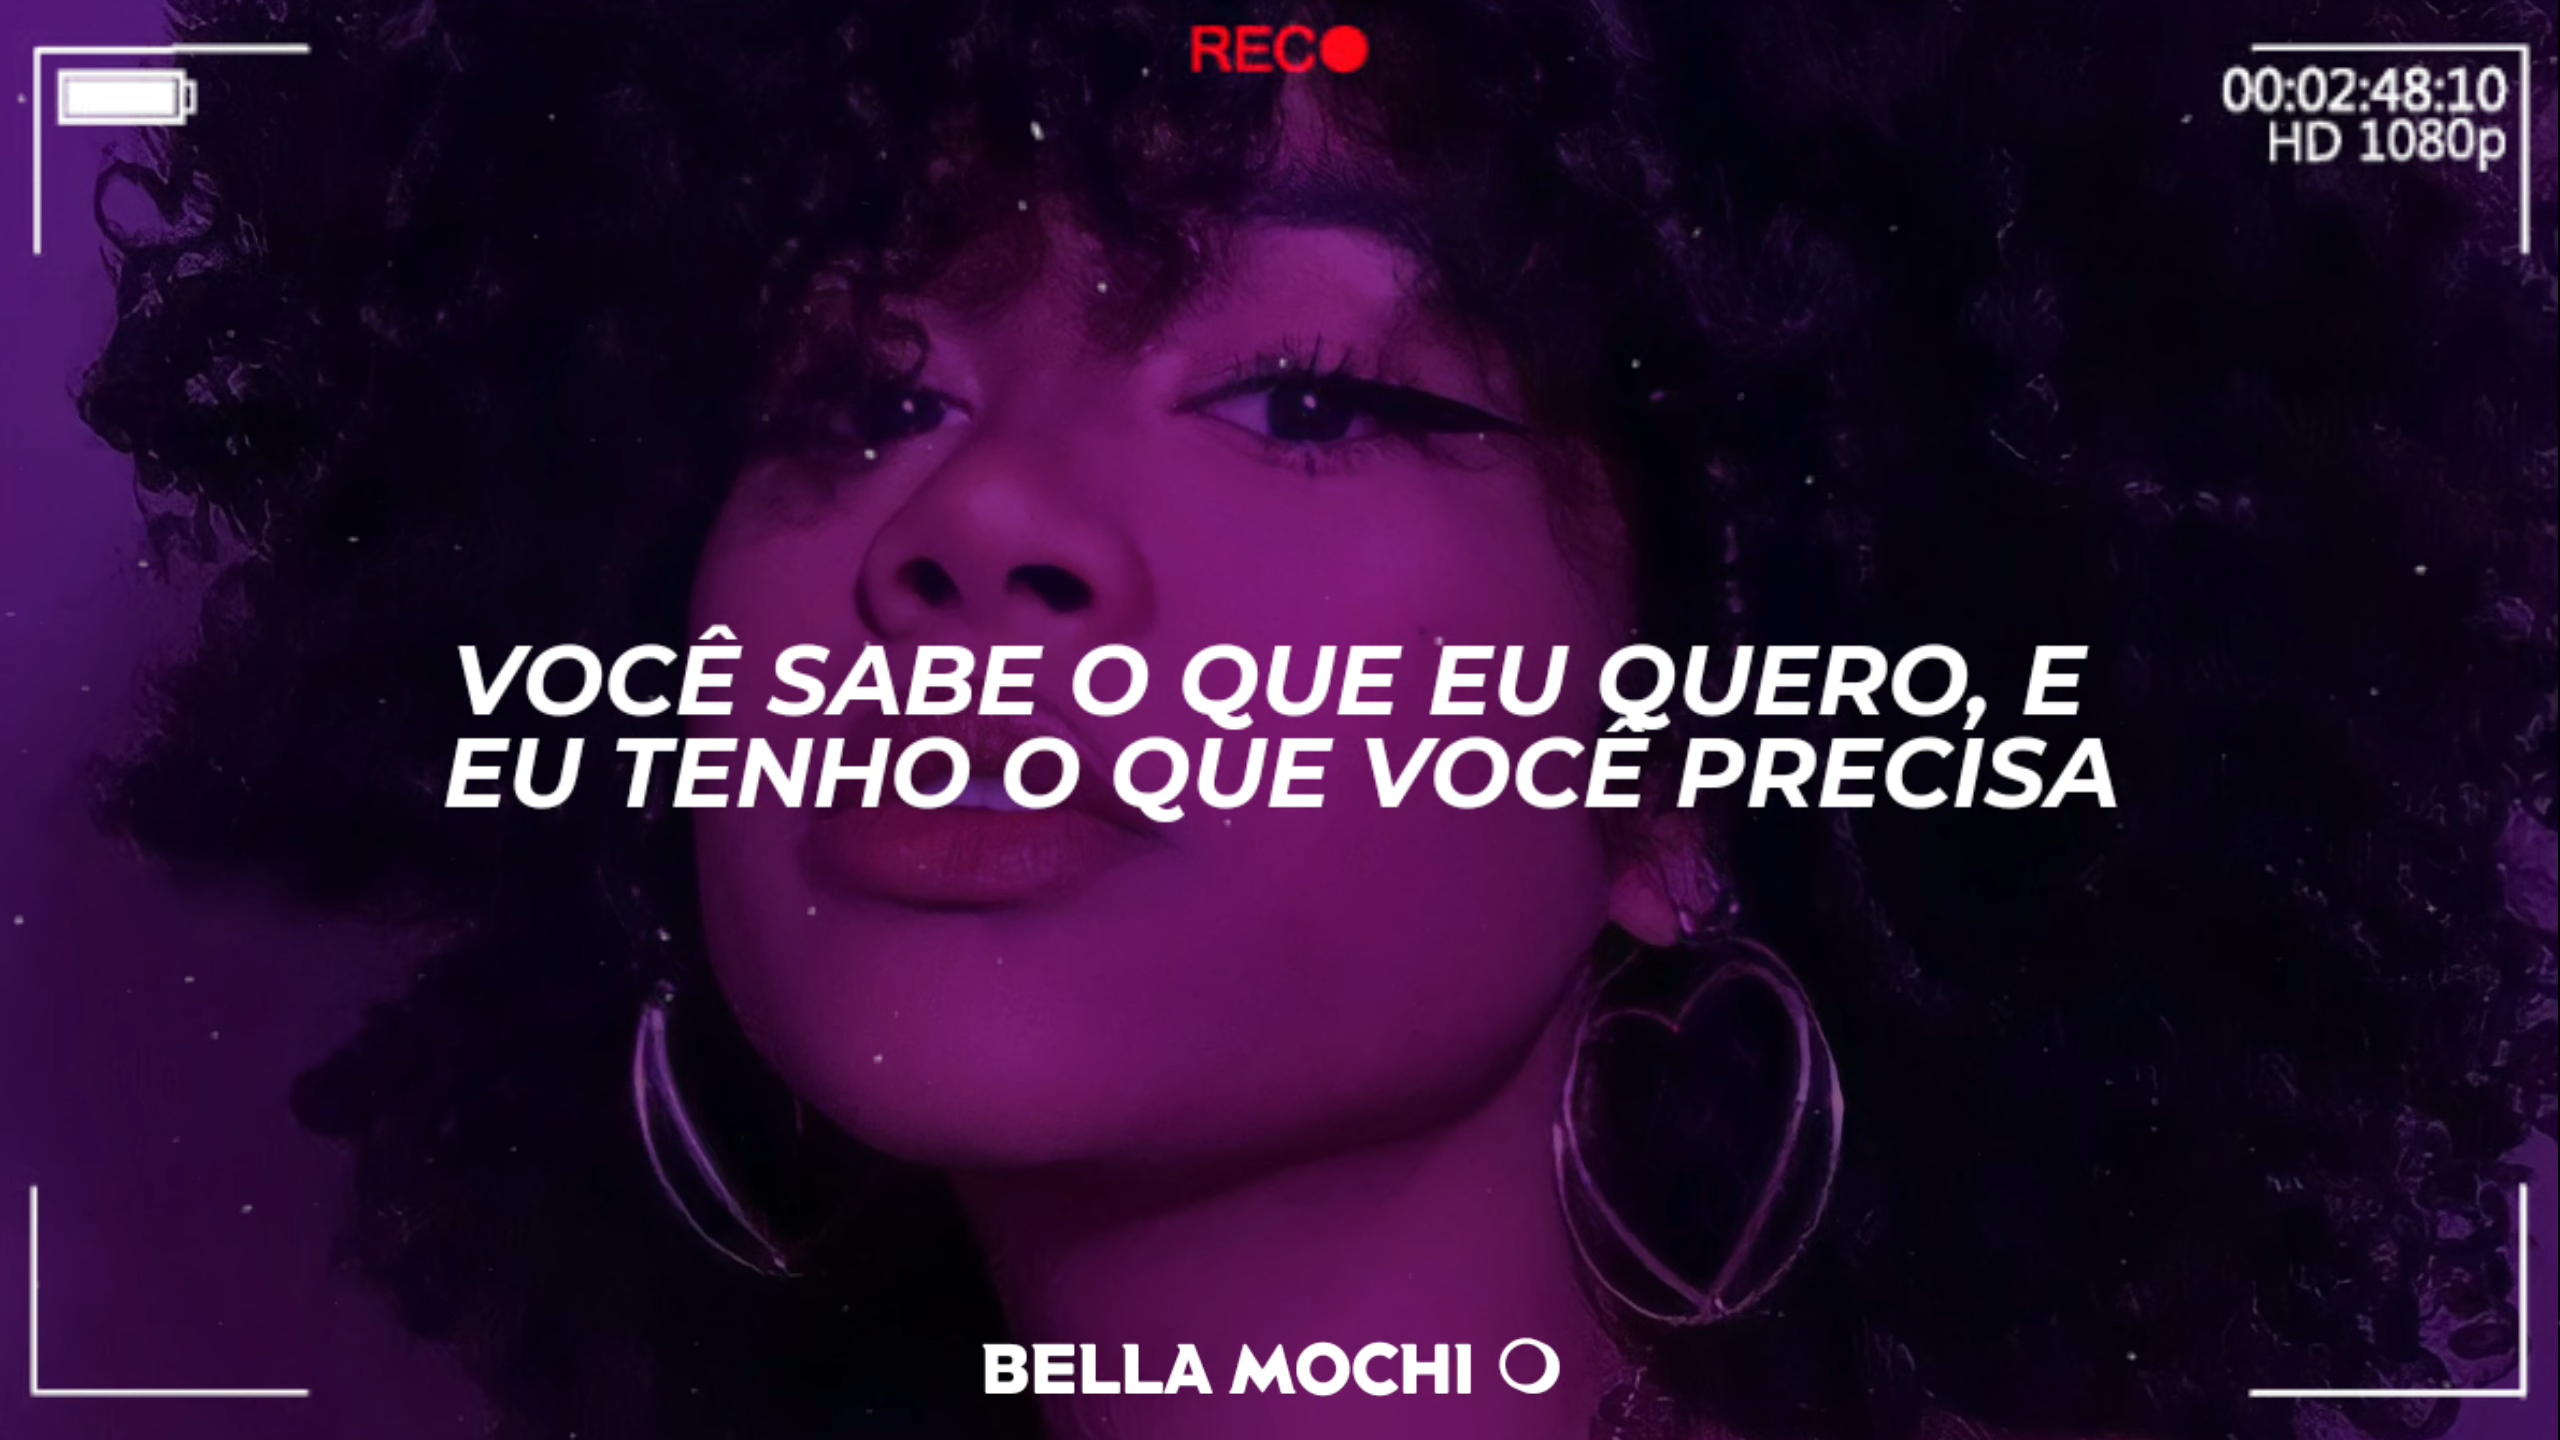 REC
00:02:48:10
HD 1080p
VOCÊ SABE O QUE EU QUERO, E
EU TENHO O QUE VOCÊ PRECISA
BELLA MOCHI